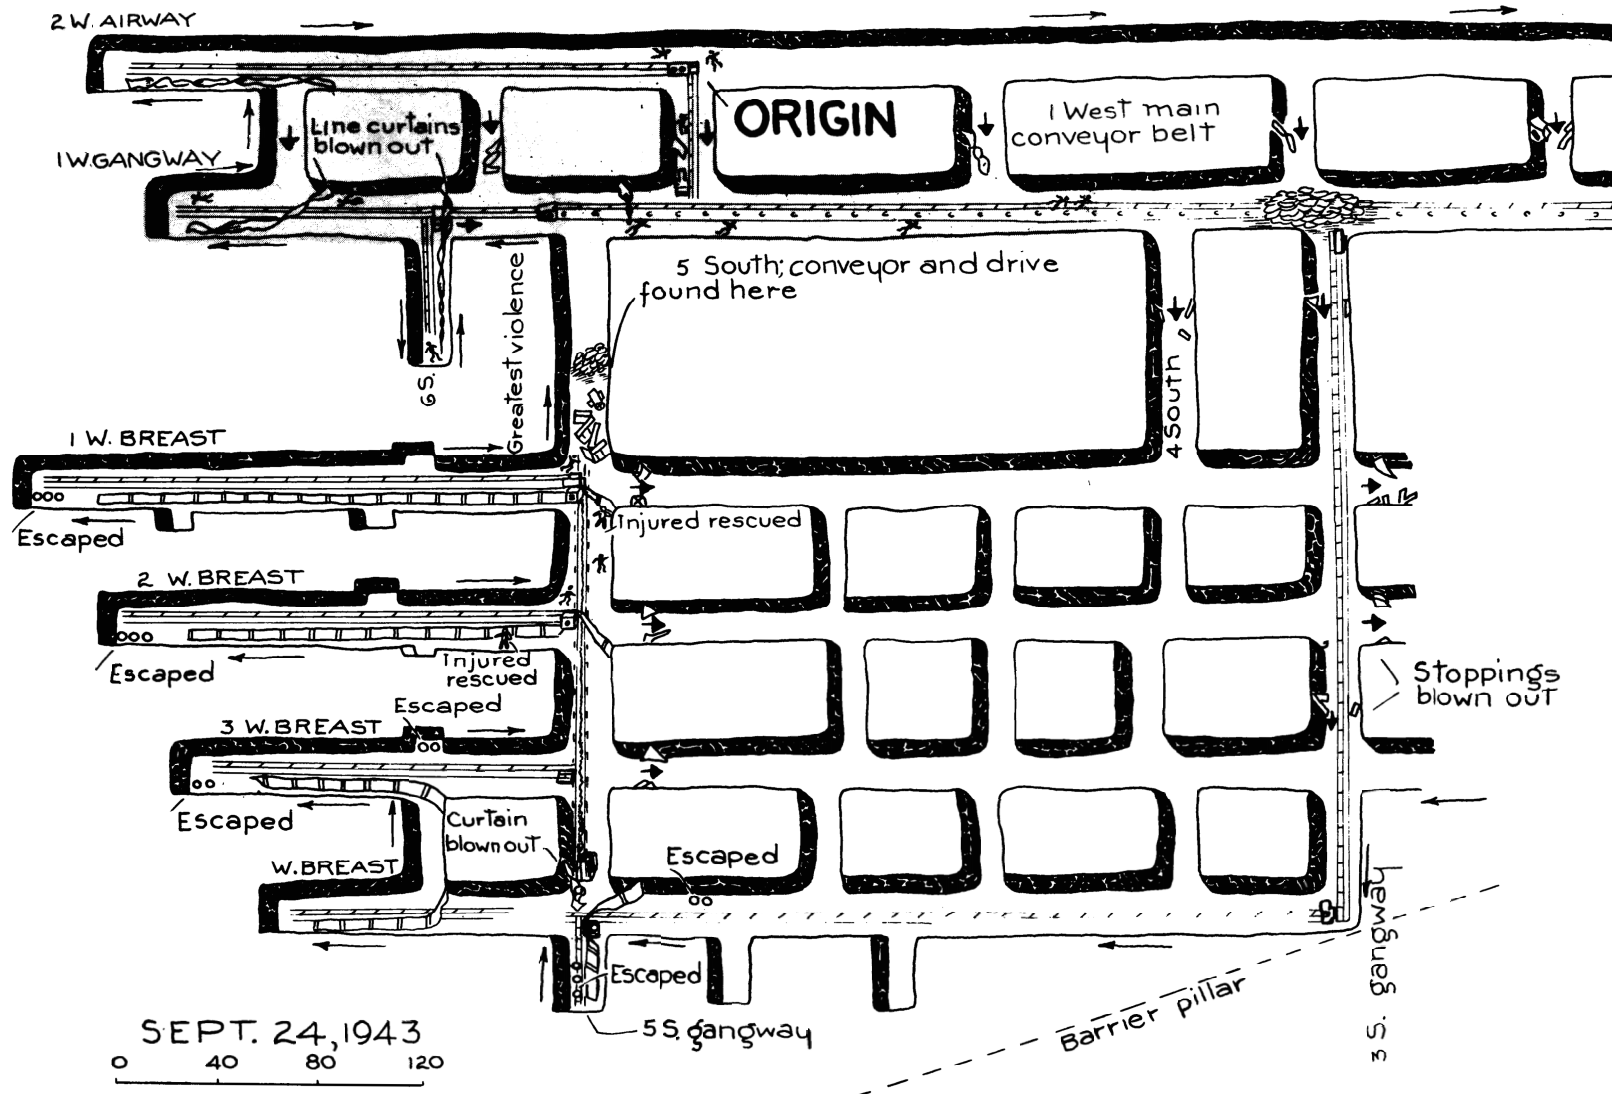 2 W. AIRWAY
ORIGIN
Line curtains
blown out
1 West main
conveyor belt
1 W. GANGWAY
5 South; conveyor and drive
found here
Greatest violence
6 S.
4 South
1 W. BREAST
Escaped
Injured rescued
2 W. BREAST
Escaped
Injured
rescued
Stoppings
blown out
Escaped
3 W. BREAST
Escaped
Curtain
blown out
Escaped
W. BREAST
3 S. gangway
Escaped
Barrier pillar
5 S. gangway
SEPT. 24, 1943
0 40 80 120